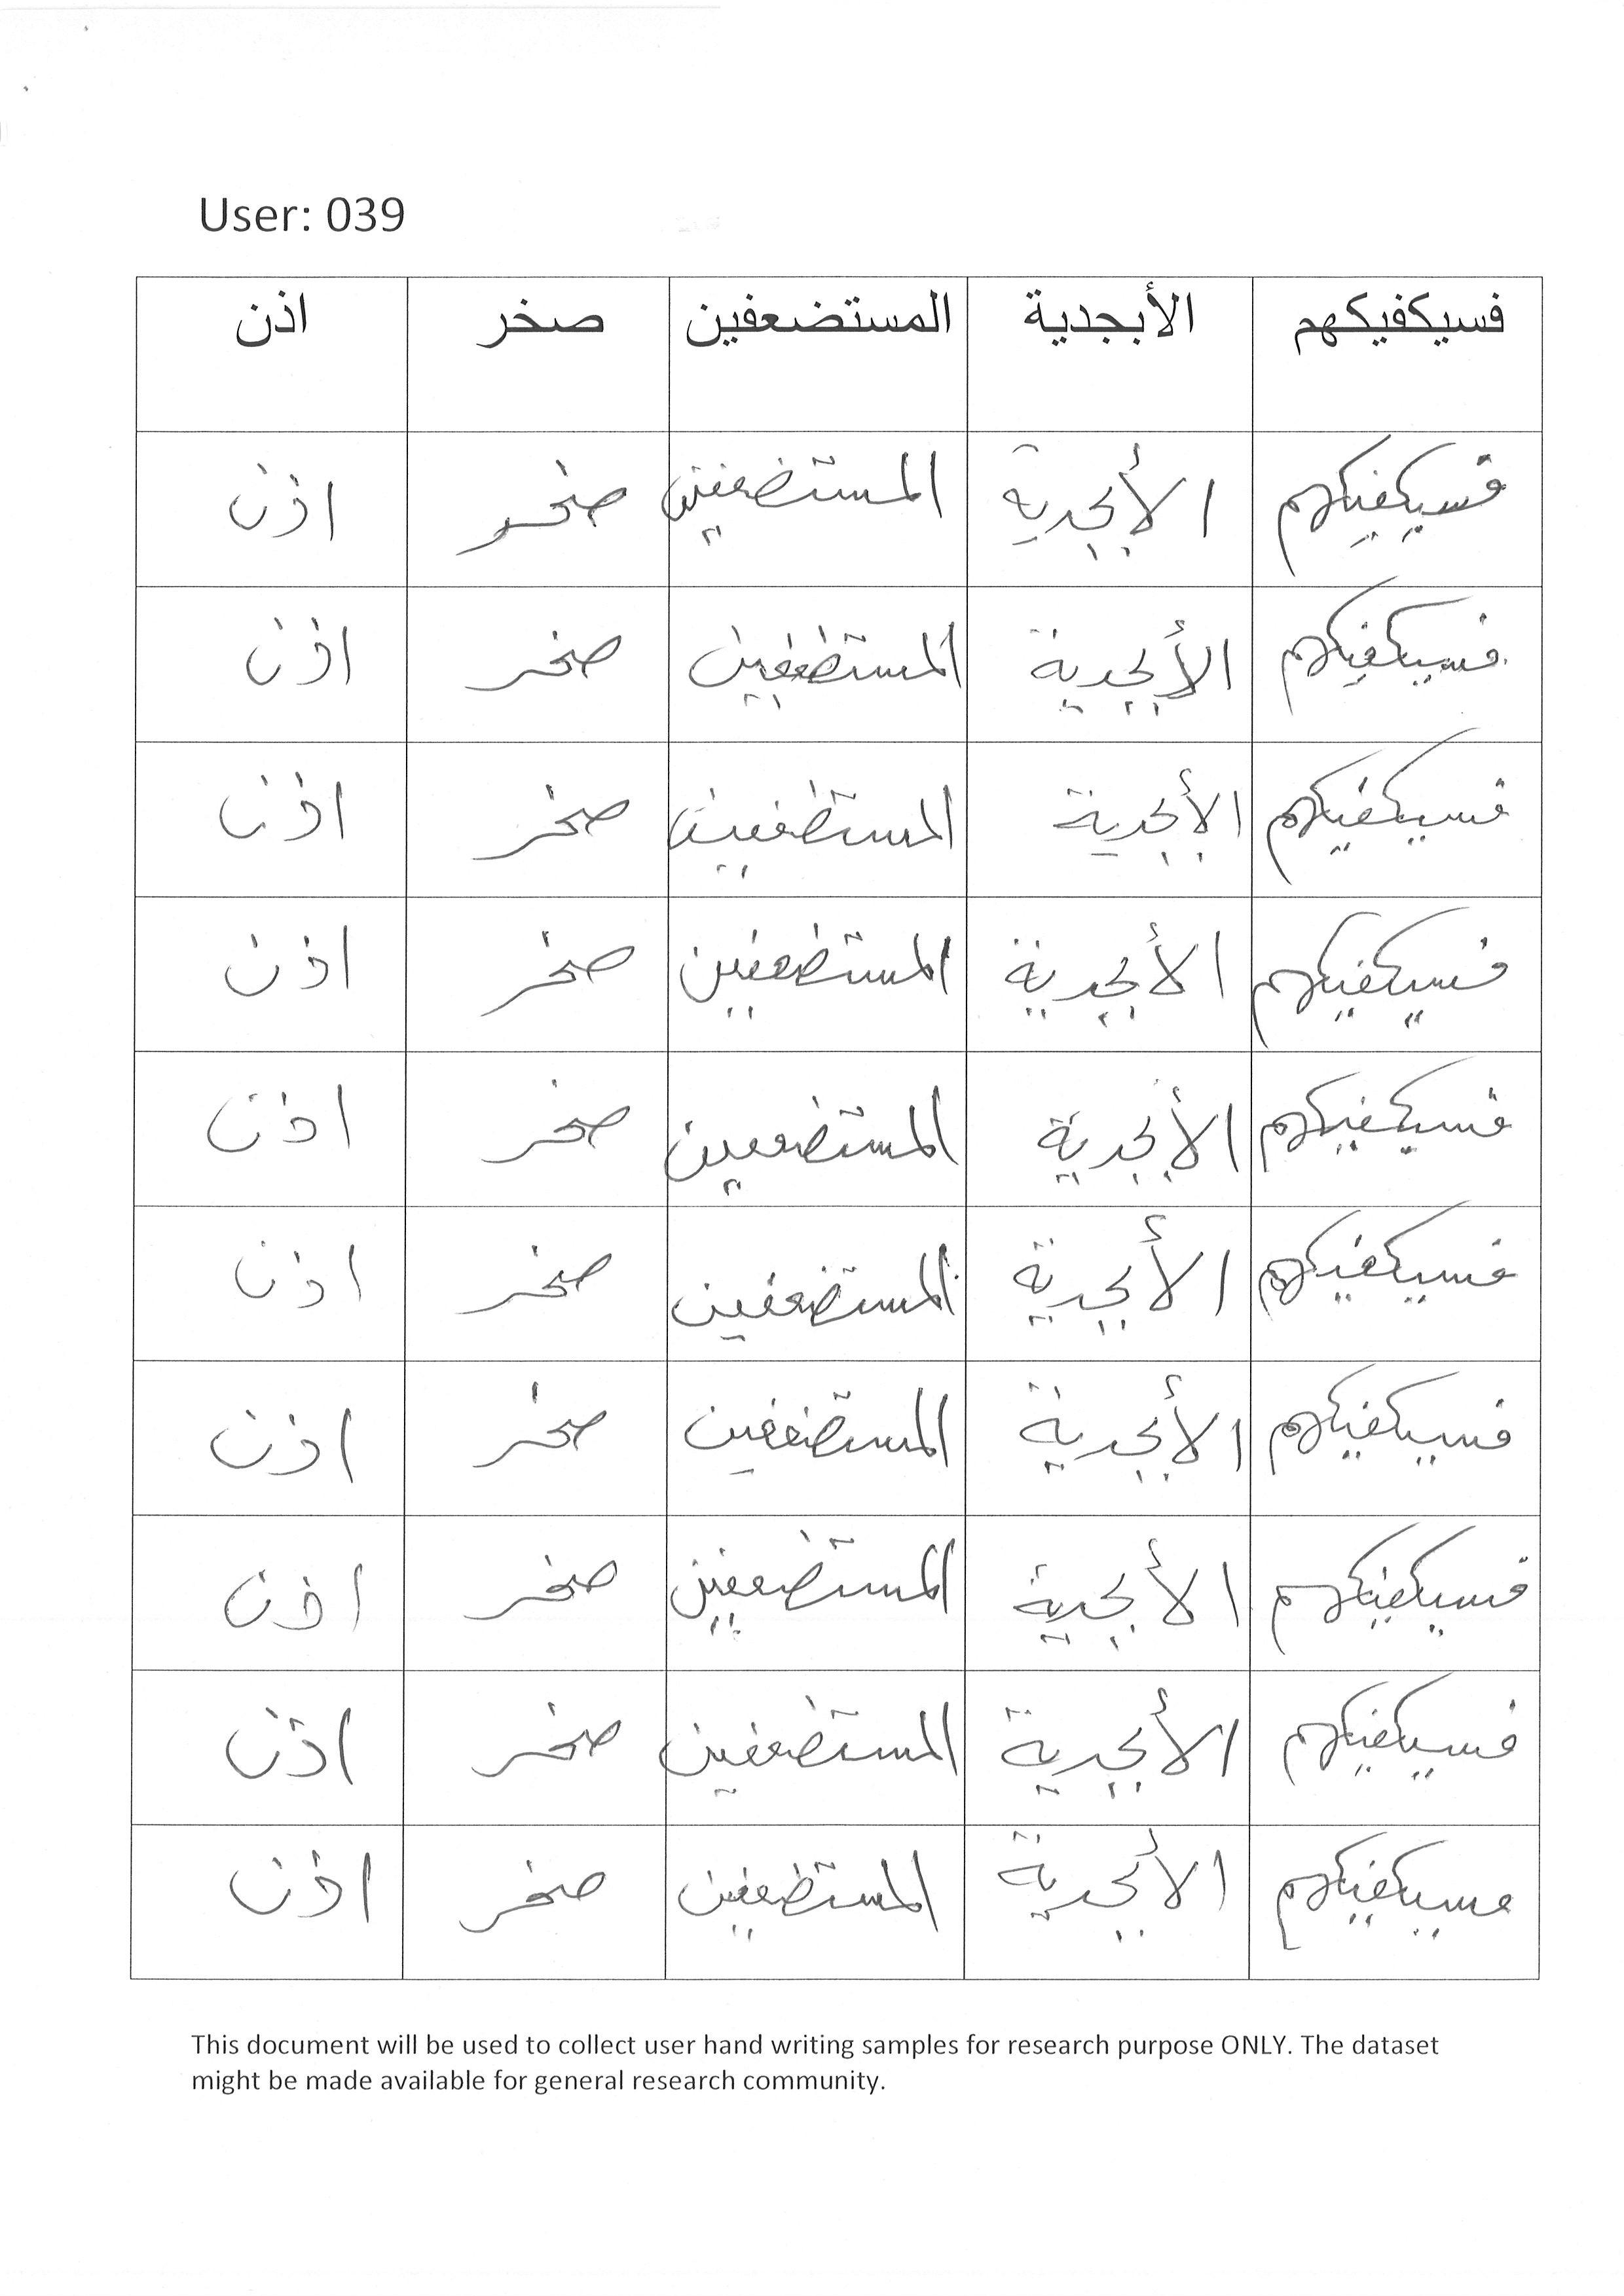 User: 039
فسيكفيكهم الأبجدية المستضعفين صخر اذن
فسيكفيكهم الأبجدية المستضعفين صخر اذن
فسيكفيكهم الأبجدية المستضعفين صخر اذن
فسيكفيكهم الأبجدية المستضعفين صخر اذن
فسيكفيكهم الأبجدية المستضعفين صخر اذن
فسيكفيكهم الأبجدية المستضعفين صخر اذن
فسيكفيكهم الأبجدية المستضعفين صخر اذن
فسيكفيكهم الأبجدية المستضعفين صخر اذن
فسيكفيكهم الأبجدية المستضعفين صخر اذن
فسيكفيكهم الأبجدية المستضعفين صخر اذن
فسيكفيكهم الأبجدية المستضعفين صخر اذن
This document will be used to collect user hand writing samples for research purpose ONLY. The dataset
might be made available for general research community.